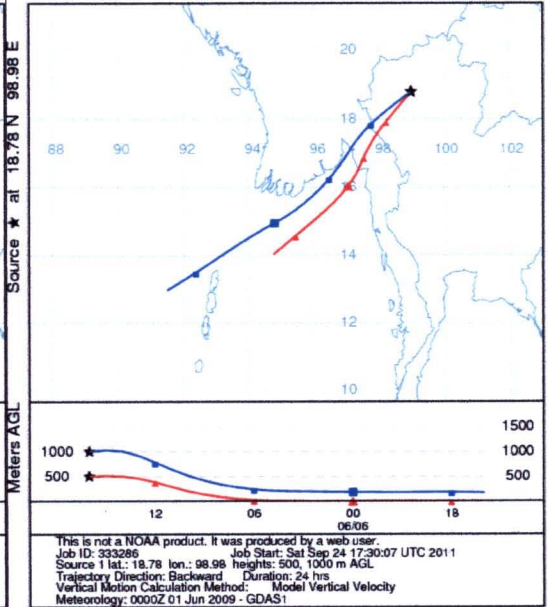 Source ★ at 18.78 N 98.98 E
20
18
88 90 92 94 96 98 100 102
16
14
12
10
Meters AGL
1500
1000 1000
500 500
12 06 00 18
06/06
This is not a NOAA product. It was produced by a web user.
Job ID: 333286 Job Start: Sat Sep 24 17:30:07 UTC 2011
Source 1 lat.: 18.78 lon.: 98.98 heights: 500, 1000 m AGL
Trajectory Direction: Backward Duration: 24 hrs
Vertical Motion Calculation Method: Model Vertical Velocity
Meteorology: 0000Z 01 Jun 2009 - GDAS1